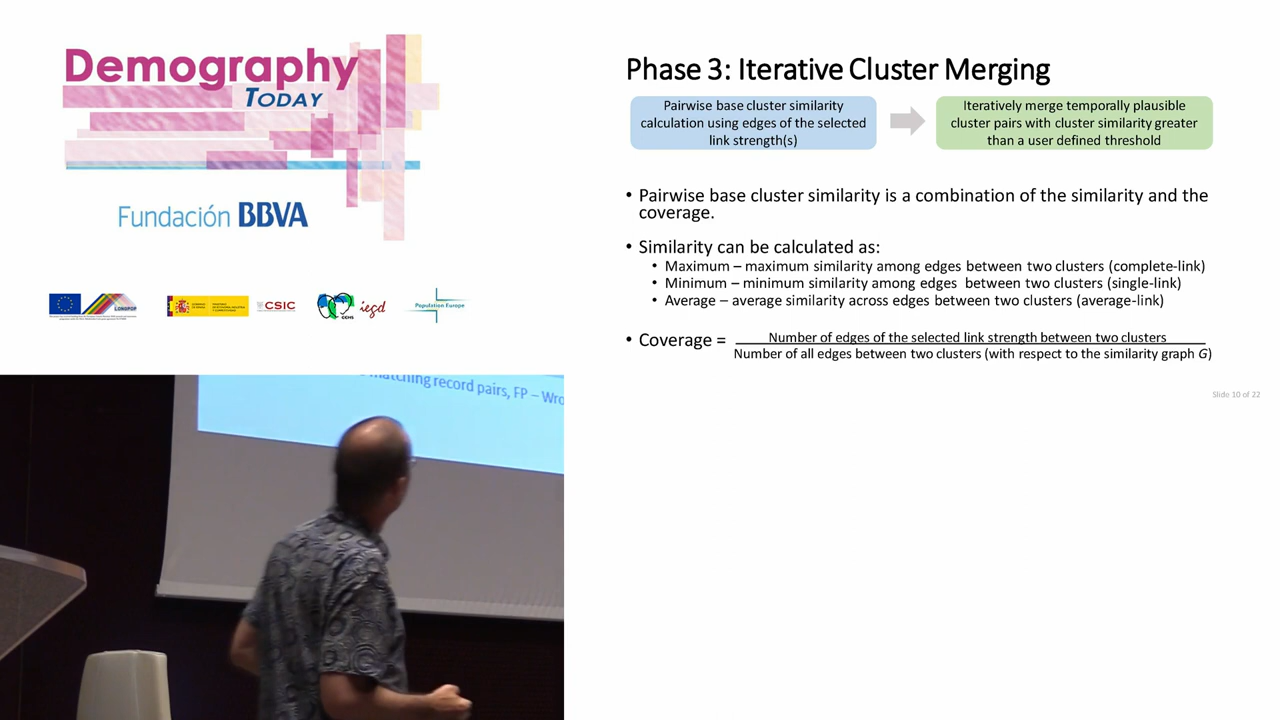 Demography
TODAY
Fundación BBVA
LONGPOP
CSIC
CCHS
iegd
Population Europe
Phase 3: Iterative Cluster Merging
Pairwise base cluster similarity
calculation using edges of the selected
link strength(s)
Iteratively merge temporally plausible
cluster pairs with cluster similarity greater
than a user defined threshold
• Pairwise base cluster similarity is a combination of the similarity and the
coverage.
• Similarity can be calculated as:
• Maximum – maximum similarity among edges between two clusters (complete-link)
• Minimum – minimum similarity among edges between two clusters (single-link)
• Average – average similarity across edges between two clusters (average-link)
• Coverage =
Number of edges of the selected link strength between two clusters
Number of all edges between two clusters (with respect to the similarity graph G)
Slide 10 of 22
matching record pairs, FP – Wro